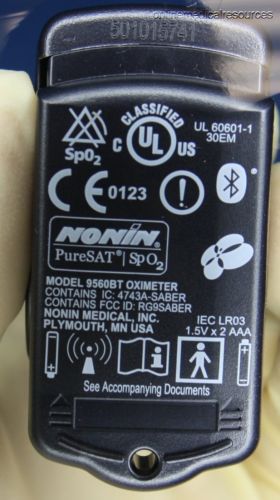 onlinemedicalresources
501015741
CLASSIFIED
C UL US
UL 60601-1
30EM
SpO2
CE 0123
!
NONIN
PureSAT® | SpO2
MODEL 9560BT OXIMETER
CONTAINS IC: 4743A-SABER
CONTAINS FCC ID: RG9SABER
NONIN MEDICAL, INC.
PLYMOUTH, MN USA
IEC LR03
1.5V x 2 AAA
See Accompanying Documents